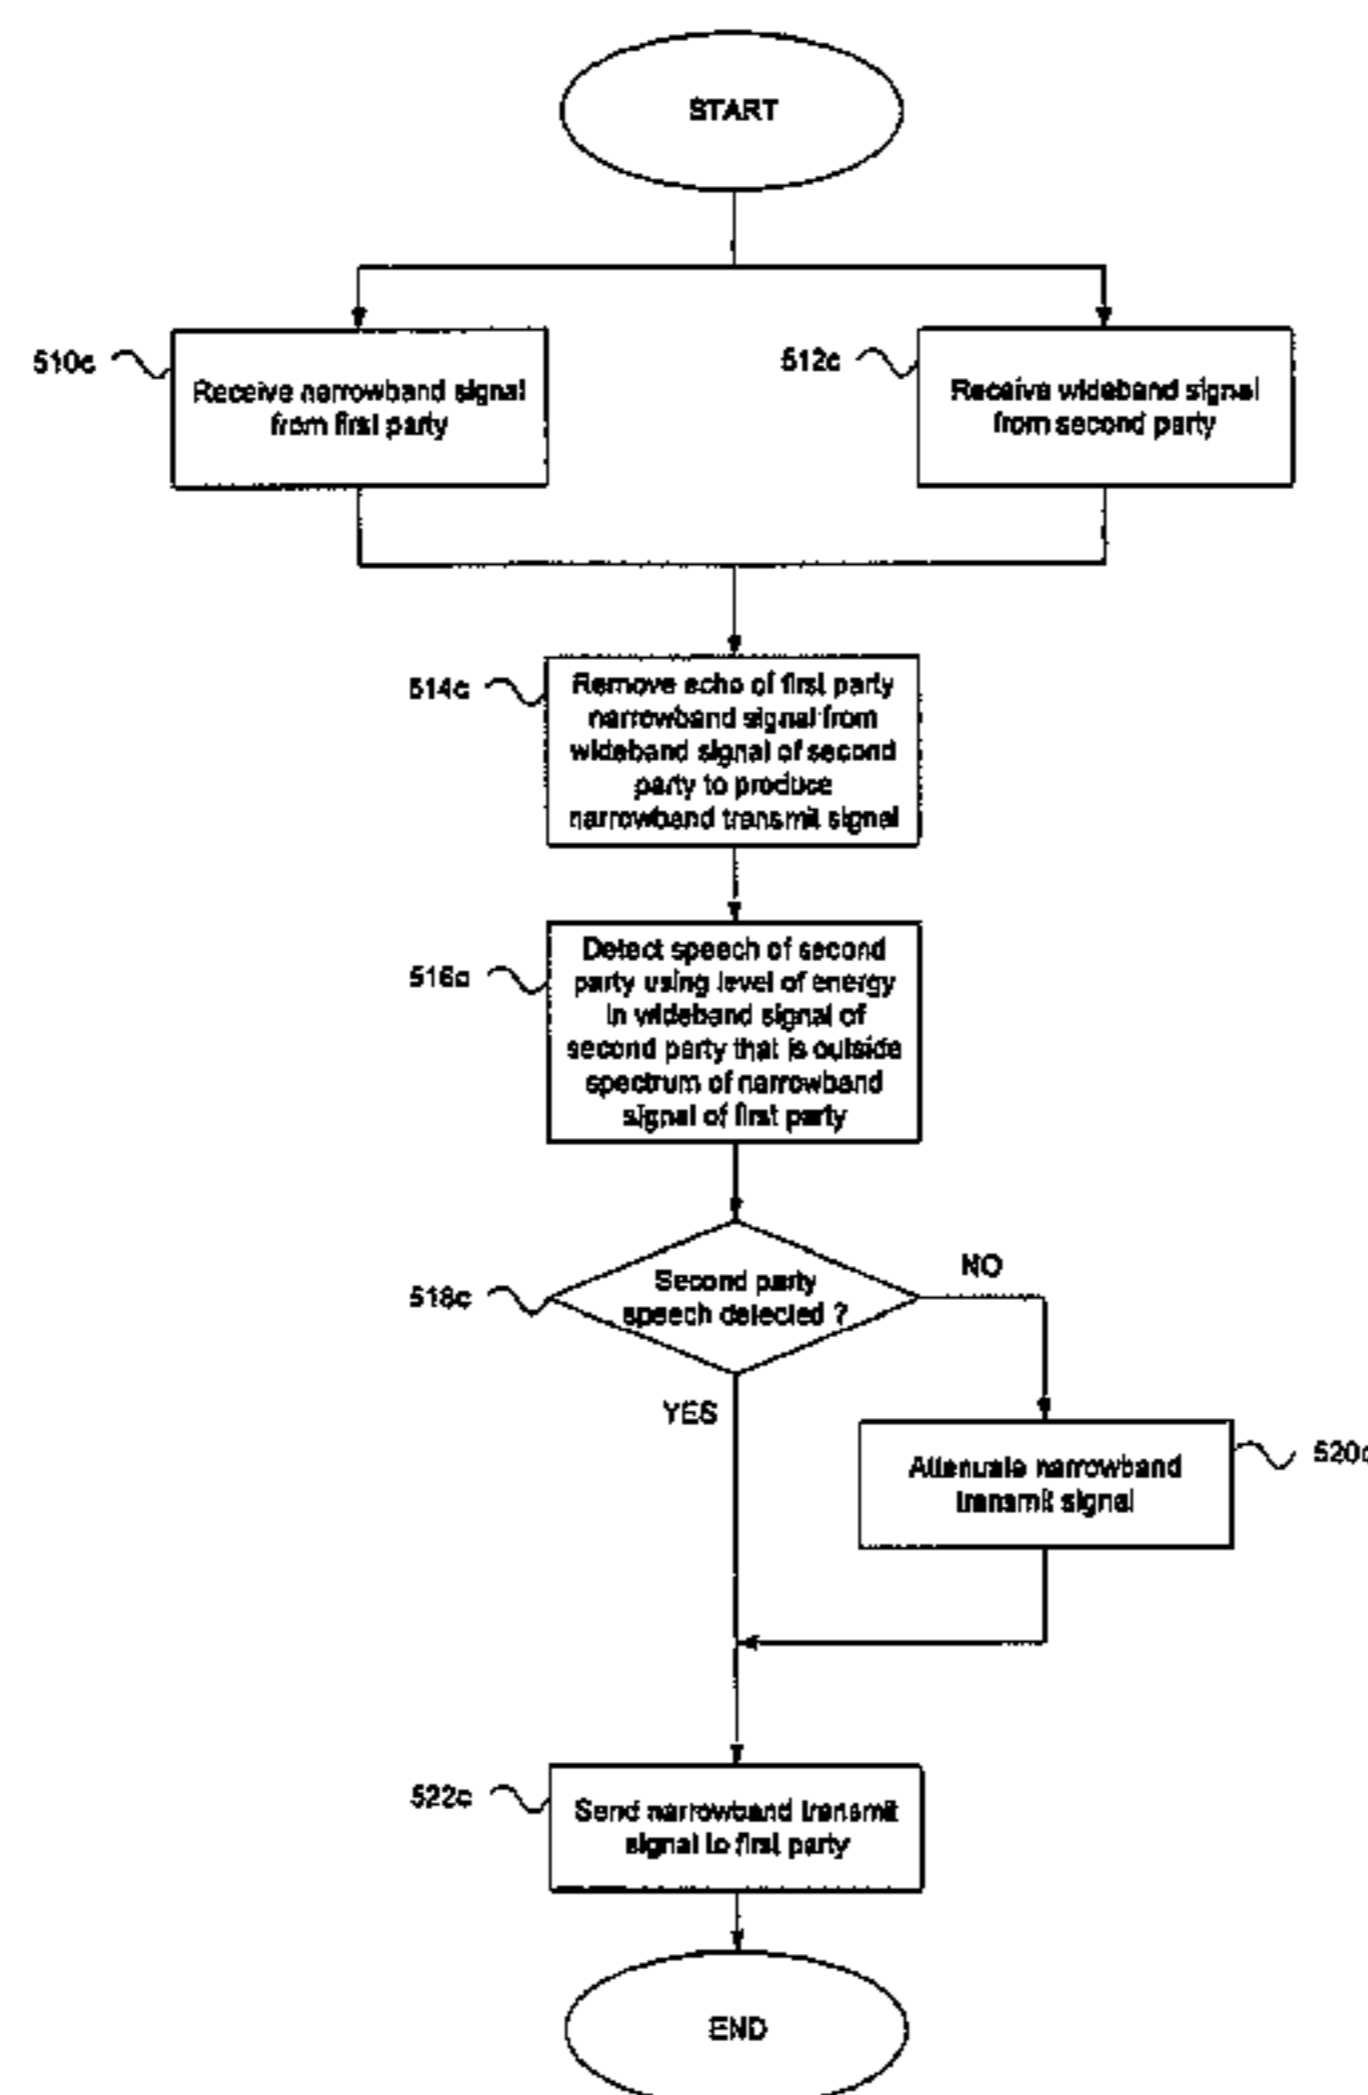 START
510c
Receive narrowband signal
from first party
512c
Receive wideband signal
from second party
514c
Remove echo of first party
narrowband signal from
wideband signal of second
party to produce
narrowband transmit signal
516c
Detect speech of second
party using level of energy
in wideband signal of
second party that is outside
spectrum of narrowband
signal of first party
518c
Second party
speech detected ?
NO
YES
Attenuate narrowband
transmit signal
520c
522c
Send narrowband transmit
signal to first party
END